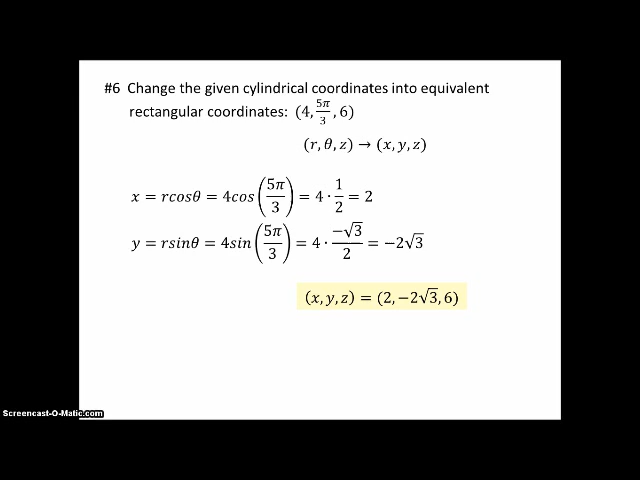 #6 Change the given cylindrical coordinates into equivalent
rectangular coordinates: (4, 5π/3, 6)
(r, θ, z) → (x, y, z)
x = rcosθ = 4cos(5π/3) = 4 · 1/2 = 2
y = rsinθ = 4sin(5π/3) = 4 · −√3/2 = −2√3
(x, y, z) = (2, −2√3, 6)
Screencast-O-Matic.com